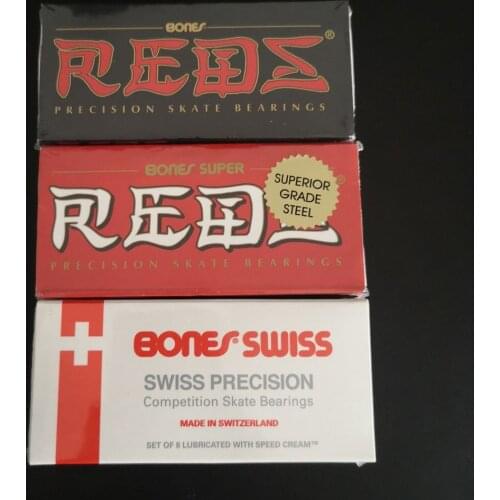 BONES
REDS®
PRECISION SKATE BEARINGS
BONES SUPER
REDS®
SUPERIOR
GRADE
STEEL
PRECISION SKATE BEARINGS
BONES® SWISS
SWISS PRECISION
Competition Skate Bearings
MADE IN SWITZERLAND
SET OF 8 LUBRICATED WITH SPEED CREAM™